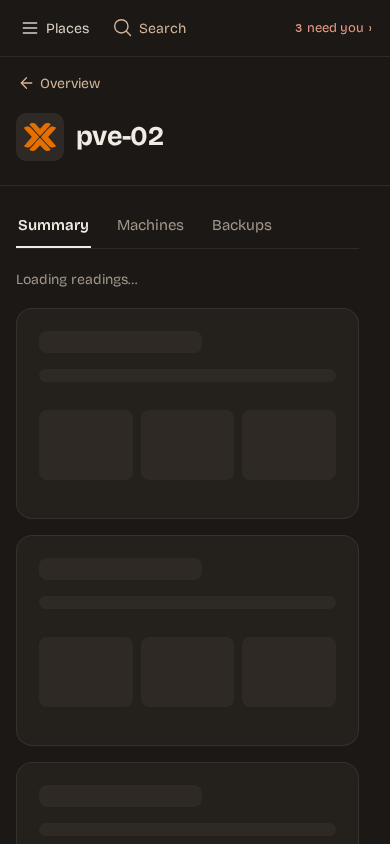 Places
Search
3 need you ›
Overview
pve-02
Summary
Machines
Backups
Loading readings...